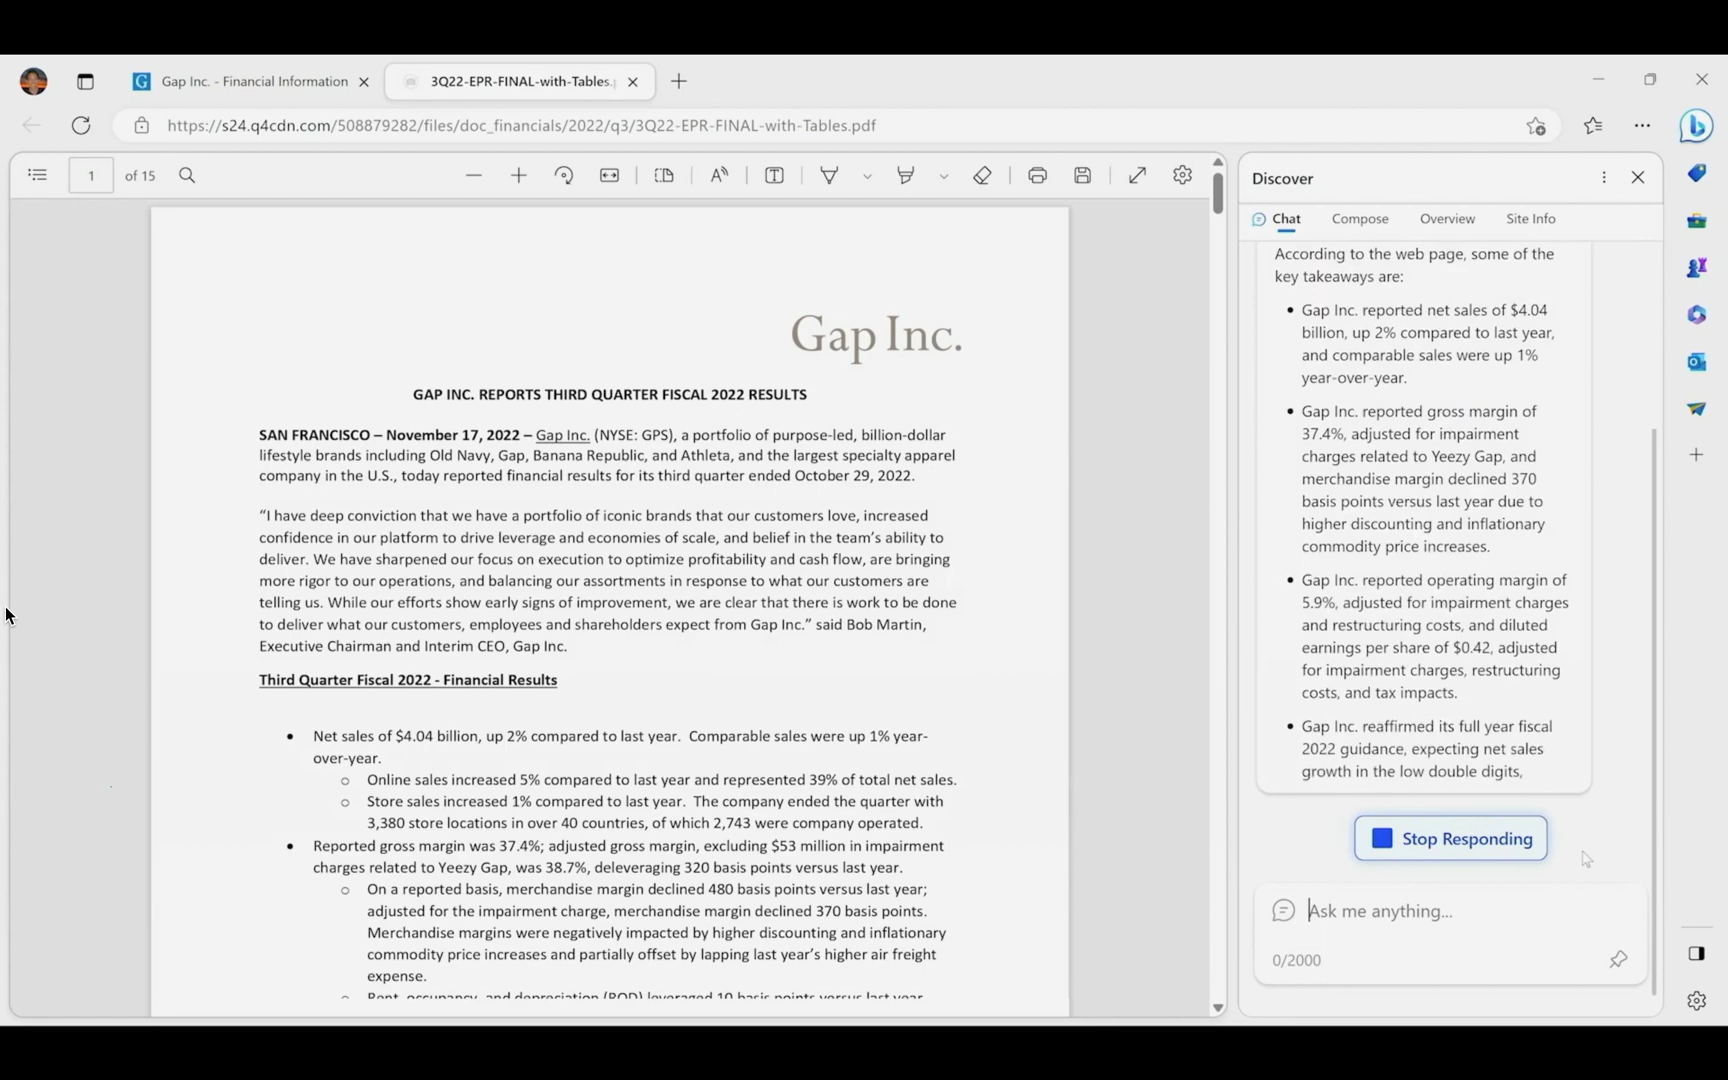 Gap Inc. - Financial Information
3Q22-EPR-FINAL-with-Tables.
https://s24.q4cdn.com/508879282/files/doc_financials/2022/q3/3Q22-EPR-FINAL-with-Tables.pdf
1 of 15
Gap Inc.
GAP INC. REPORTS THIRD QUARTER FISCAL 2022 RESULTS
SAN FRANCISCO – November 17, 2022 – Gap Inc. (NYSE: GPS), a portfolio of purpose-led, billion-dollar
lifestyle brands including Old Navy, Gap, Banana Republic, and Athleta, and the largest specialty apparel
company in the U.S., today reported financial results for its third quarter ended October 29, 2022.
“I have deep conviction that we have a portfolio of iconic brands that our customers love, increased
confidence in our platform to drive leverage and economies of scale, and belief in the team’s ability to
deliver. We have sharpened our focus on execution to optimize profitability and cash flow, are bringing
more rigor to our operations, and balancing our assortments in response to what our customers are
telling us. While our efforts show early signs of improvement, we are clear that there is work to be done
to deliver what our customers, employees and shareholders expect from Gap Inc.” said Bob Martin,
Executive Chairman and Interim CEO, Gap Inc.
Third Quarter Fiscal 2022 - Financial Results
• Net sales of $4.04 billion, up 2% compared to last year. Comparable sales were up 1% year-
over-year.
o Online sales increased 5% compared to last year and represented 39% of total net sales.
o Store sales increased 1% compared to last year. The company ended the quarter with
3,380 store locations in over 40 countries, of which 2,743 were company operated.
• Reported gross margin was 37.4%; adjusted gross margin, excluding $53 million in impairment
charges related to Yeezy Gap, was 38.7%, deleveraging 320 basis points versus last year.
o On a reported basis, merchandise margin declined 480 basis points versus last year;
adjusted for the impairment charge, merchandise margin declined 370 basis points.
Merchandise margins were negatively impacted by higher discounting and inflationary
commodity price increases and partially offset by lapping last year’s higher air freight
expense.
o Rent, occupancy, and depreciation (ROD) leveraged 10 basis points versus last year
Discover
Chat
Compose
Overview
Site Info
According to the web page, some of the
key takeaways are:
• Gap Inc. reported net sales of $4.04
billion, up 2% compared to last year,
and comparable sales were up 1%
year-over-year.
• Gap Inc. reported gross margin of
37.4%, adjusted for impairment
charges related to Yeezy Gap, and
merchandise margin declined 370
basis points versus last year due to
higher discounting and inflationary
commodity price increases.
• Gap Inc. reported operating margin of
5.9%, adjusted for impairment charges
and restructuring costs, and diluted
earnings per share of $0.42, adjusted
for impairment charges, restructuring
costs, and tax impacts.
• Gap Inc. reaffirmed its full year fiscal
2022 guidance, expecting net sales
growth in the low double digits,
Stop Responding
Ask me anything...
0/2000